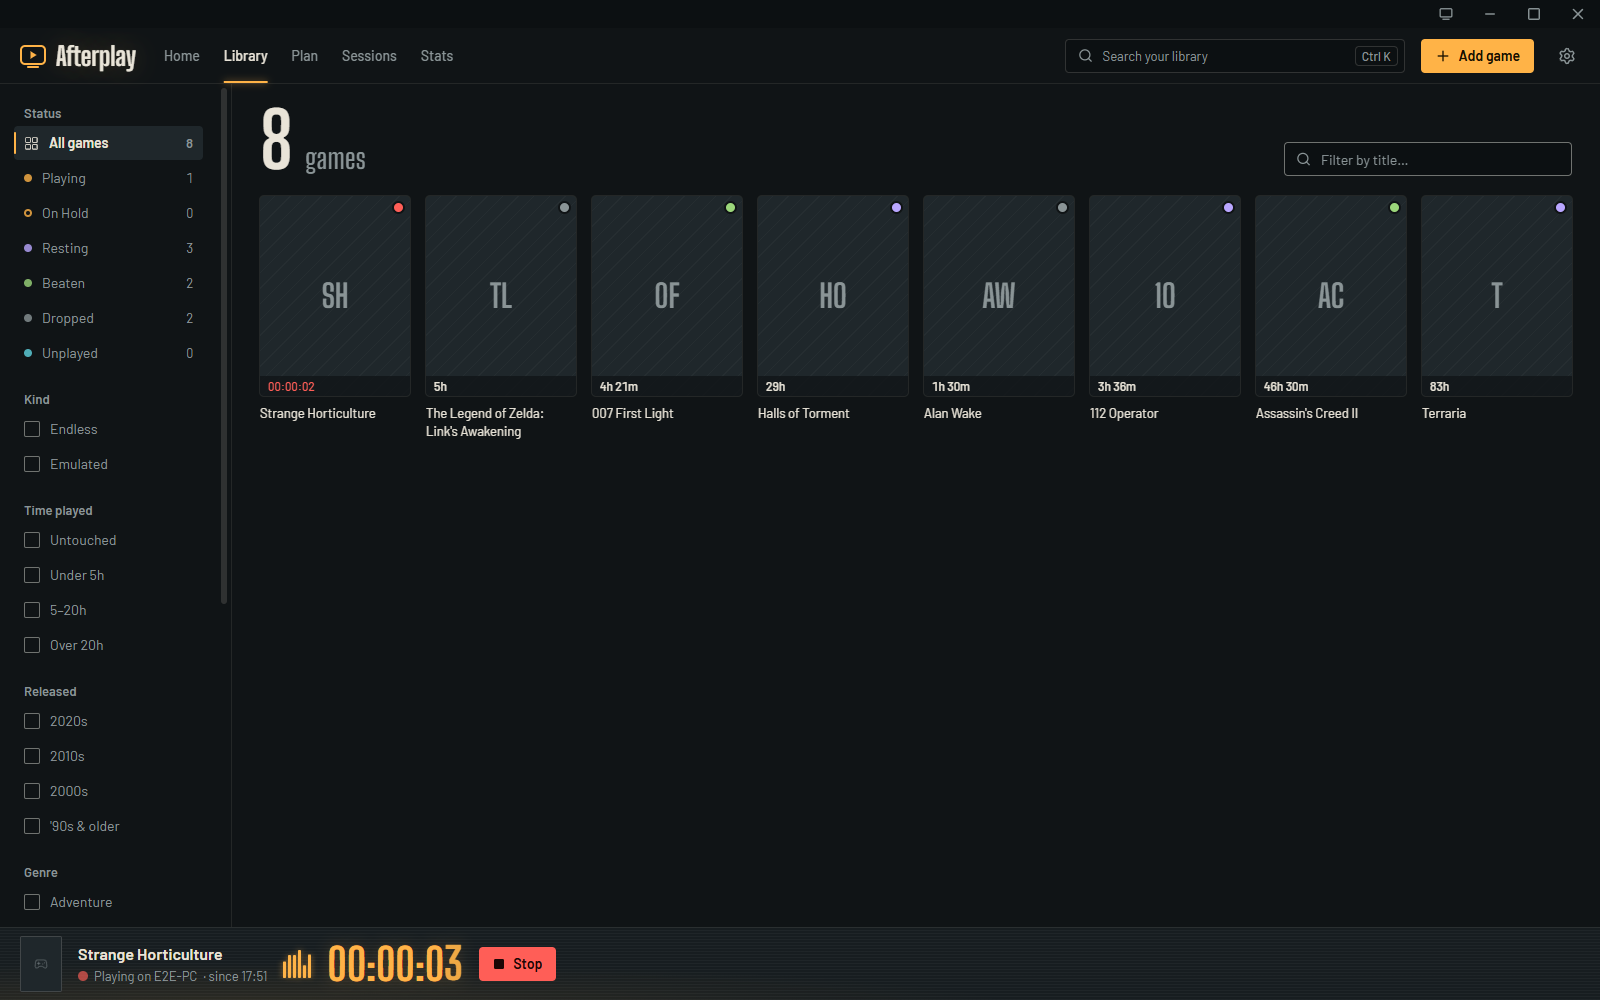 Afterplay
Home
Library
Plan
Sessions
Stats
Search your library
Ctrl K
Add game
Status
All games 8
Playing 1
On Hold 0
Resting 3
Beaten 2
Dropped 2
Unplayed 0
Kind
Endless
Emulated
Time played
Untouched
Under 5h
5–20h
Over 20h
Released
2020s
2010s
2000s
'90s & older
Genre
Adventure
8 games
Filter by title...
SH
00:00:02
Strange Horticulture
TL
5h
The Legend of Zelda:
Link's Awakening
OF
4h 21m
007 First Light
HO
29h
Halls of Torment
AW
1h 30m
Alan Wake
10
3h 36m
112 Operator
AC
46h 30m
Assassin's Creed II
T
83h
Terraria
Strange Horticulture
Playing on E2E-PC · since 17:51
00:00:03
Stop